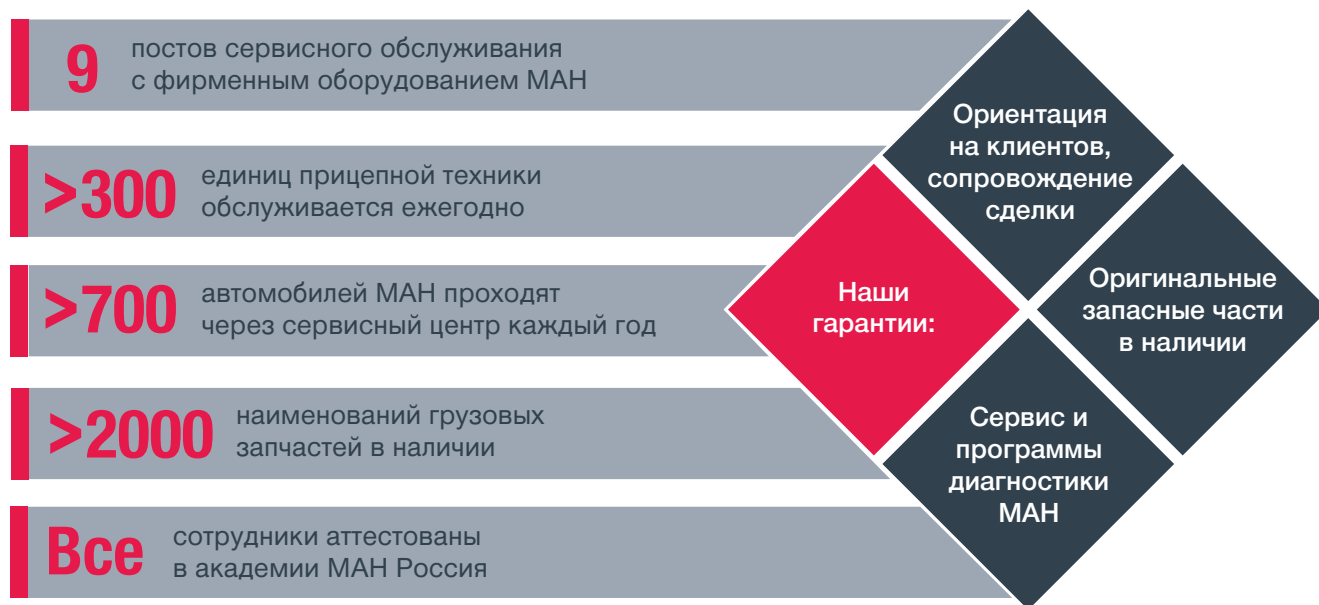 9
постов сервисного обслуживания
с фирменным оборудованием МАН
>300
единиц прицепной техники
обслуживается ежегодно
>700
автомобилей МАН проходят
через сервисный центр каждый год
>2000
наименований грузовых
запчастей в наличии
Все
сотрудники аттестованы
в академии МАН Россия
Наши
гарантии:
Ориентация
на клиентов,
сопровождение
сделки
Оригинальные
запасные части
в наличии
Сервис и
программы
диагностики
МАН